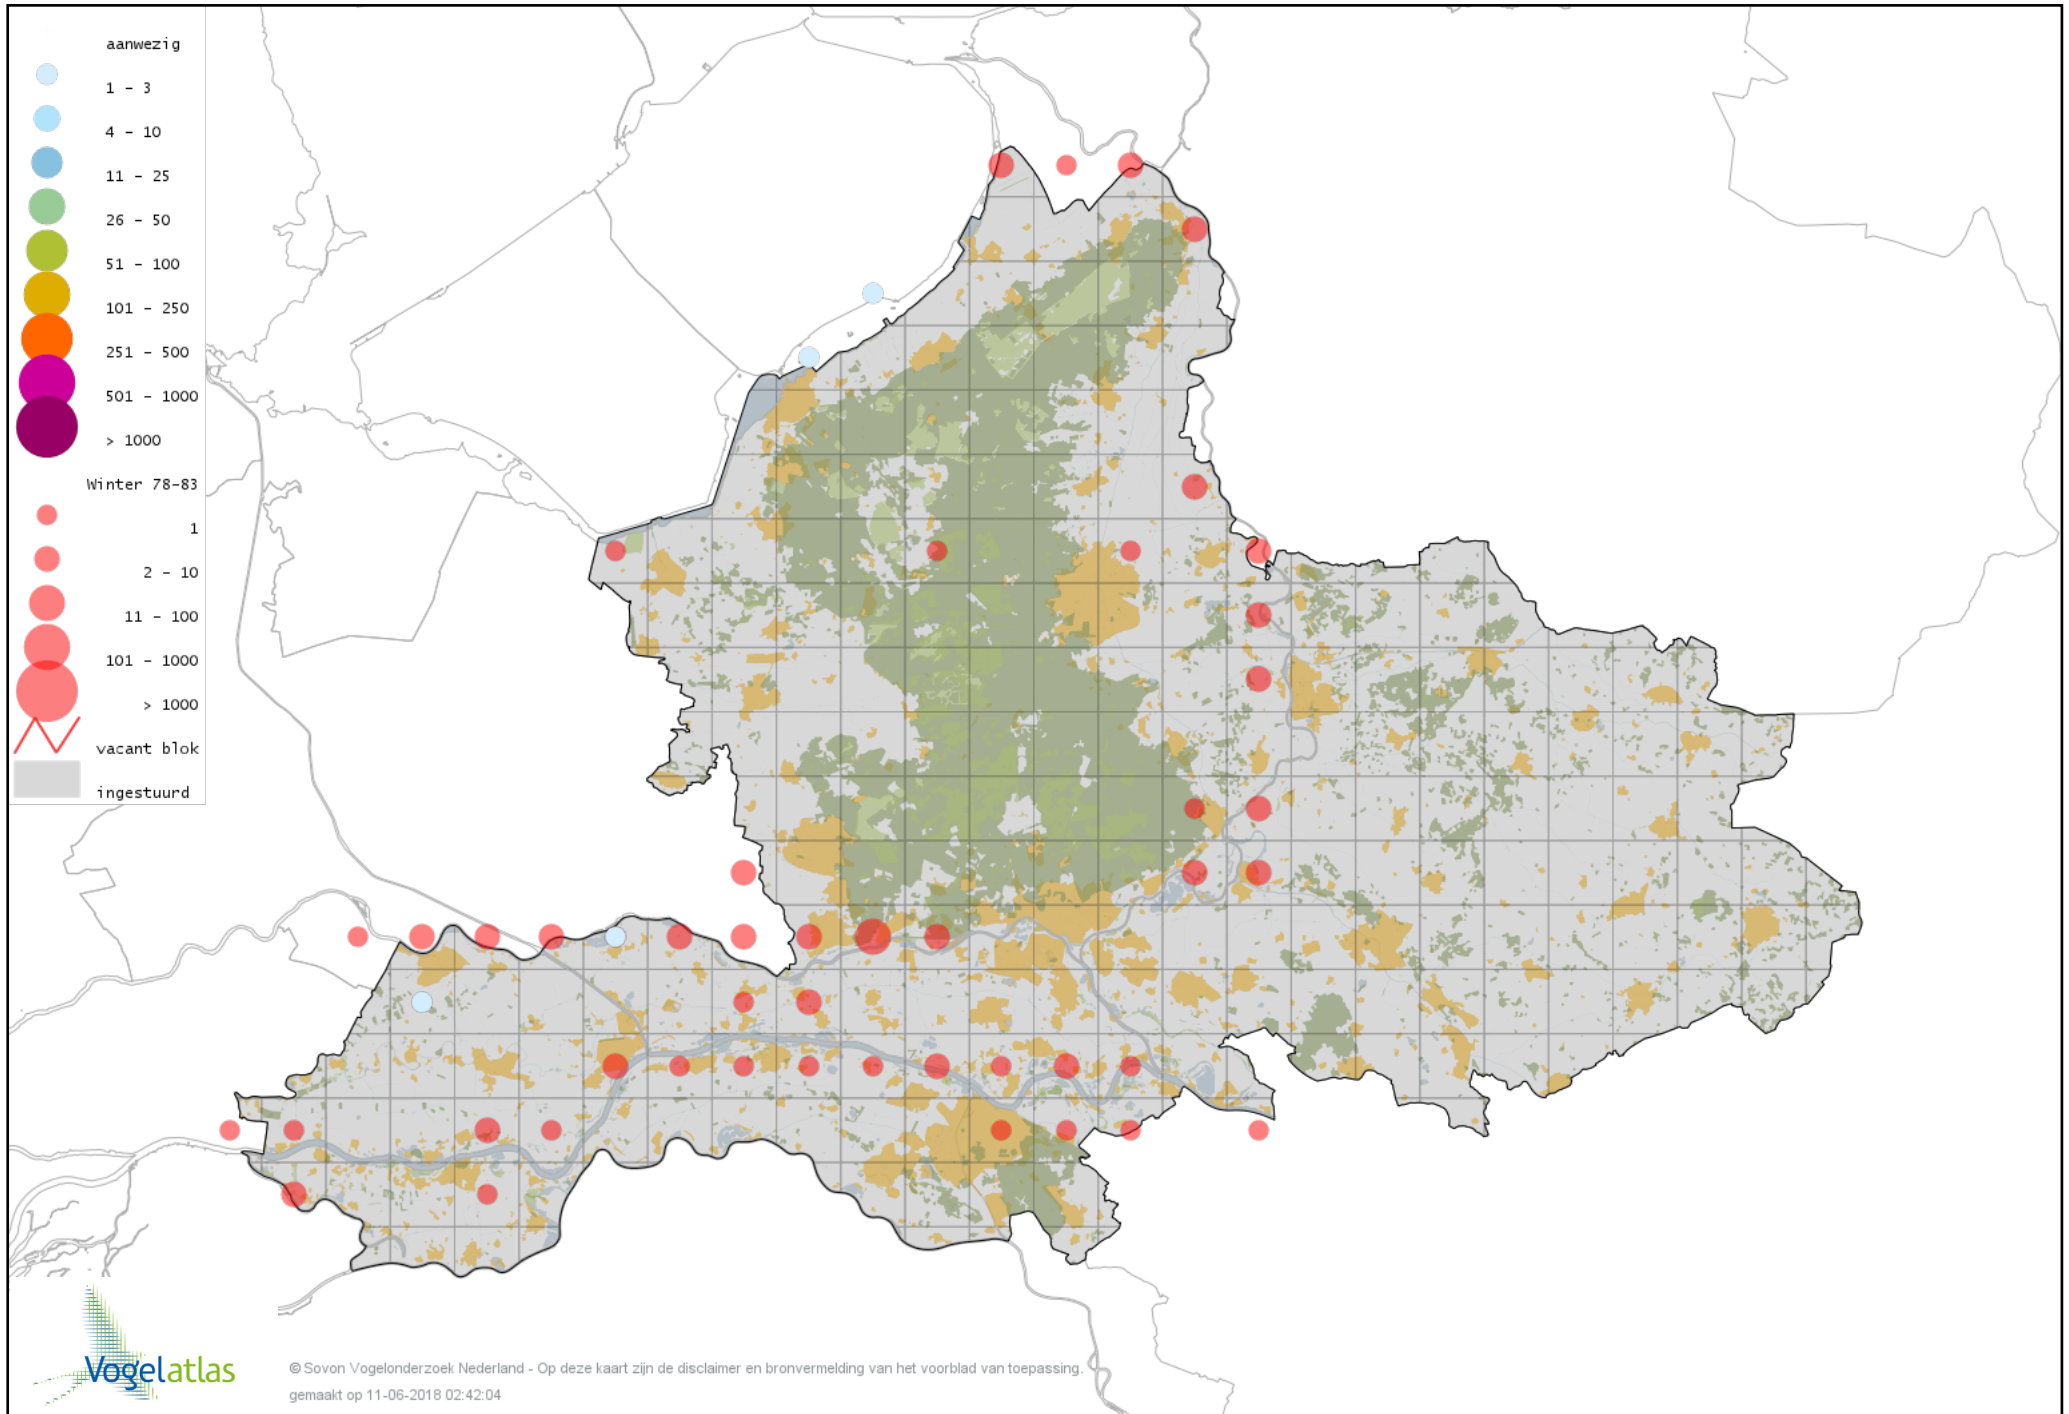 aanwezig
1 - 3
4 - 10
11 - 25
26 - 50
51 - 100
101 - 250
251 - 500
501 - 1000
> 1000
Winter 78-83
1
2 - 10
11 - 100
101 - 1000
> 1000
vacant blok
ingestuurd
Vogelatlas
© Sovon Vogelonderzoek Nederland - Op deze kaart zijn de disclaimer en bronvermelding van het voorblad van toepassing.
gemaakt op 11-06-2018 02:42:04